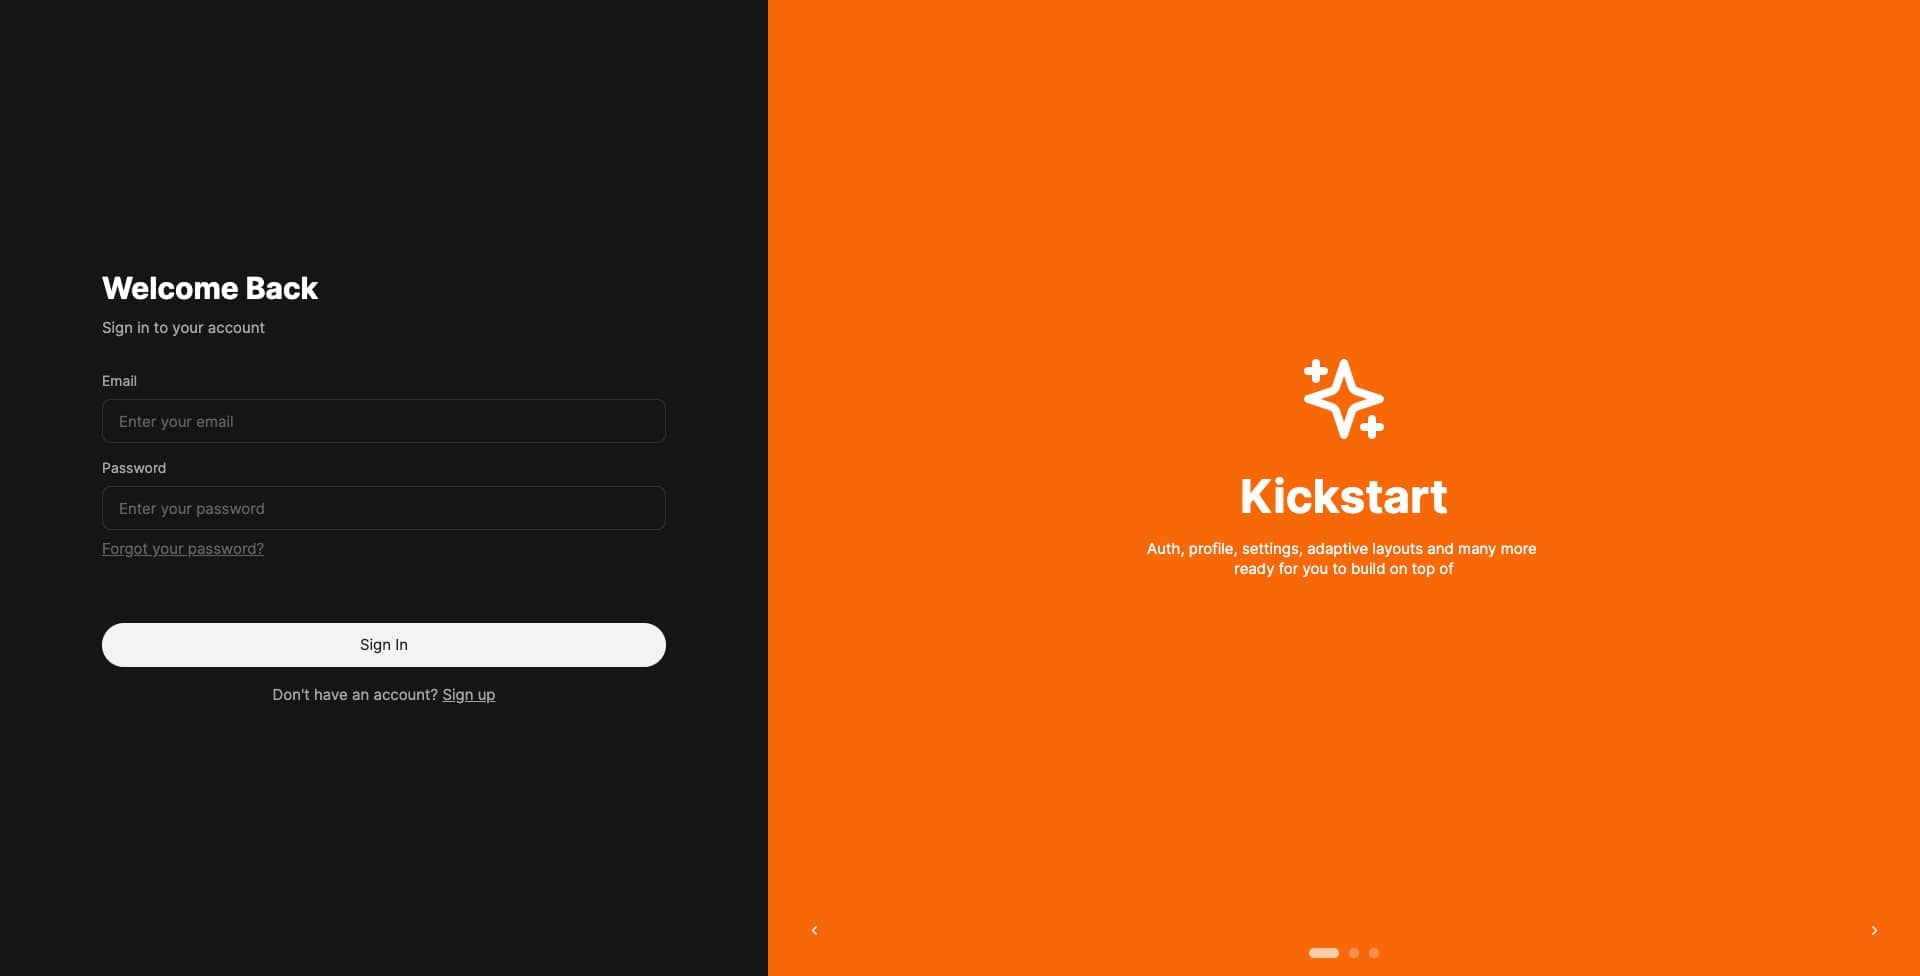 Welcome Back
Sign in to your account
Email
Enter your email
Password
Enter your password
Forgot your password?
Sign In
Don't have an account? Sign up
Kickstart
Auth, profile, settings, adaptive layouts and many more
ready for you to build on top of